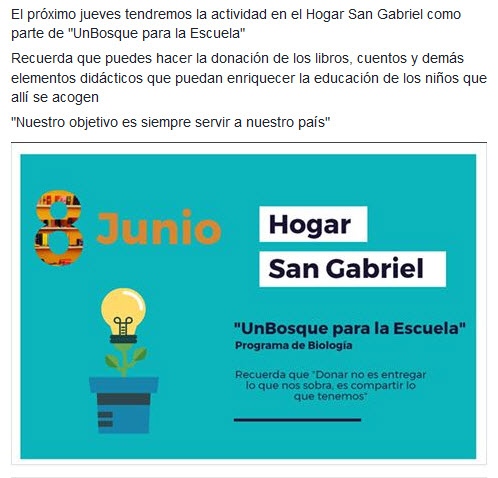 El próximo jueves tendremos la actividad en el Hogar San Gabriel como
parte de "UnBosque para la Escuela"
Recuerda que puedes hacer la donación de los libros, cuentos y demás
elementos didácticos que puedan enriquecer la educación de los niños que
allí se acogen
"Nuestro objetivo es siempre servir a nuestro país"
8 Junio
Hogar
San Gabriel
"UnBosque para la Escuela"
Programa de Biología
Recuerda que "Donar no es entregar
lo que nos sobra, es compartir lo
que tenemos"